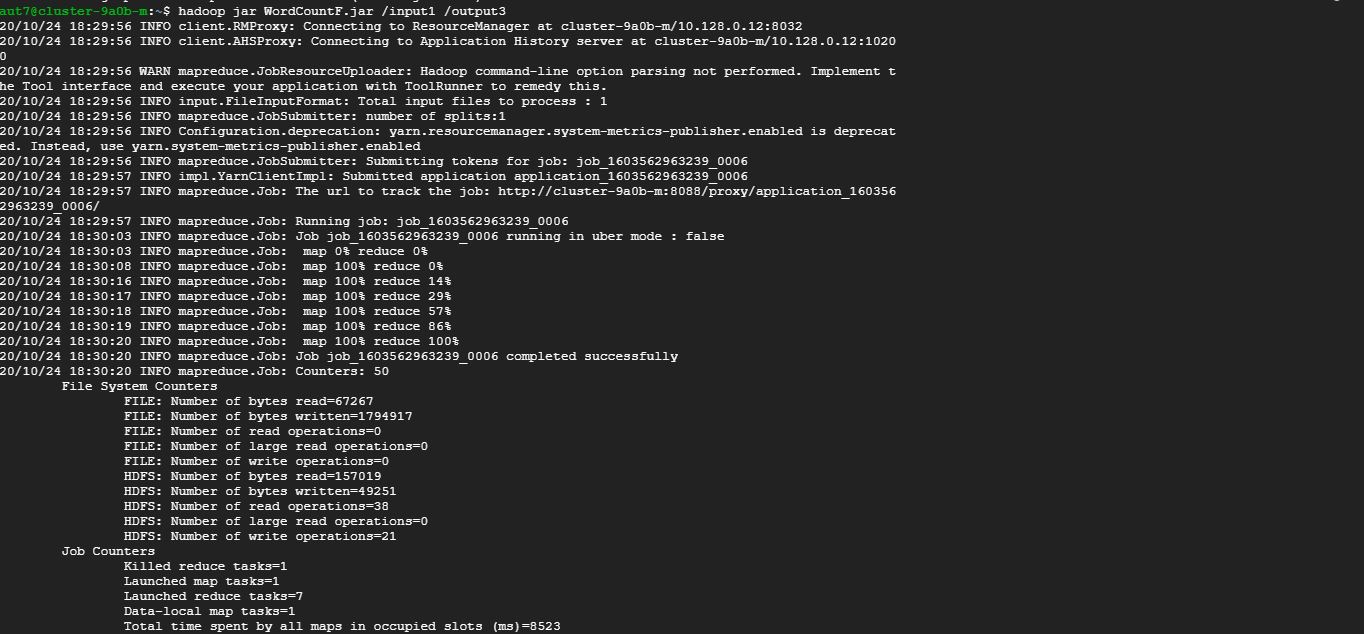 aut7@cluster-9a0b-m:~$ hadoop jar WordCountF.jar /input1 /output3
20/10/24 18:29:56 INFO client.RMProxy: Connecting to ResourceManager at cluster-9a0b-m/10.128.0.12:8032
20/10/24 18:29:56 INFO client.AHSProxy: Connecting to Application History server at cluster-9a0b-m/10.128.0.12:1020
0
20/10/24 18:29:56 WARN mapreduce.JobResourceUploader: Hadoop command-line option parsing not performed. Implement t
he Tool interface and execute your application with ToolRunner to remedy this.
20/10/24 18:29:56 INFO input.FileInputFormat: Total input files to process : 1
20/10/24 18:29:56 INFO mapreduce.JobSubmitter: number of splits:1
20/10/24 18:29:56 INFO Configuration.deprecation: yarn.resourcemanager.system-metrics-publisher.enabled is deprecat
ed. Instead, use yarn.system-metrics-publisher.enabled
20/10/24 18:29:56 INFO mapreduce.JobSubmitter: Submitting tokens for job: job_1603562963239_0006
20/10/24 18:29:57 INFO impl.YarnClientImpl: Submitted application application_1603562963239_0006
20/10/24 18:29:57 INFO mapreduce.Job: The url to track the job: http://cluster-9a0b-m:8088/proxy/application_160356
2963239_0006/
20/10/24 18:29:57 INFO mapreduce.Job: Running job: job_1603562963239_0006
20/10/24 18:30:03 INFO mapreduce.Job: Job job_1603562963239_0006 running in uber mode : false
20/10/24 18:30:03 INFO mapreduce.Job:  map 0% reduce 0%
20/10/24 18:30:08 INFO mapreduce.Job:  map 100% reduce 0%
20/10/24 18:30:16 INFO mapreduce.Job:  map 100% reduce 14%
20/10/24 18:30:17 INFO mapreduce.Job:  map 100% reduce 29%
20/10/24 18:30:18 INFO mapreduce.Job:  map 100% reduce 57%
20/10/24 18:30:19 INFO mapreduce.Job:  map 100% reduce 86%
20/10/24 18:30:20 INFO mapreduce.Job:  map 100% reduce 100%
20/10/24 18:30:20 INFO mapreduce.Job: Job job_1603562963239_0006 completed successfully
20/10/24 18:30:20 INFO mapreduce.Job: Counters: 50
File System Counters
FILE: Number of bytes read=67267
FILE: Number of bytes written=1794917
FILE: Number of read operations=0
FILE: Number of large read operations=0
FILE: Number of write operations=0
HDFS: Number of bytes read=157019
HDFS: Number of bytes written=49251
HDFS: Number of read operations=38
HDFS: Number of large read operations=0
HDFS: Number of write operations=21
Job Counters
Killed reduce tasks=1
Launched map tasks=1
Launched reduce tasks=7
Data-local map tasks=1
Total time spent by all maps in occupied slots (ms)=8523